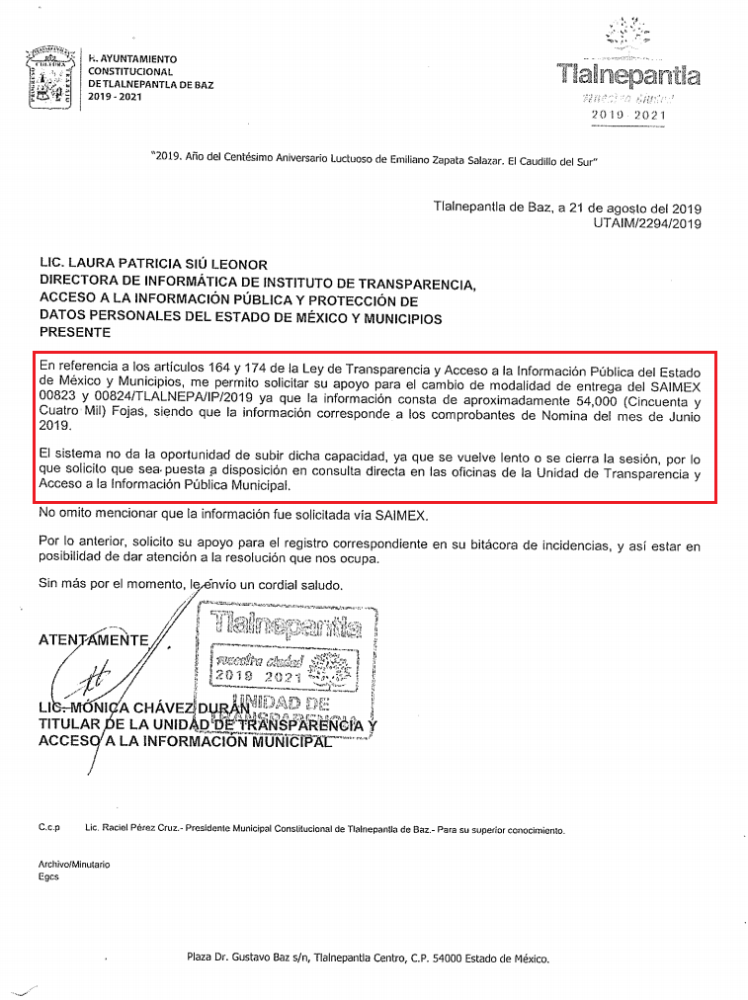 H. AYUNTAMIENTO
CONSTITUCIONAL
DE TLALNEPANTLA DE BAZ
2019 - 2021
Tlalnepantla
nuestra ciudad
2019 2021
"2019. Año del Centésimo Aniversario Luctuoso de Emiliano Zapata Salazar. El Caudillo del Sur"
Tlalnepantla de Baz, a 21 de agosto del 2019
UTAIM/2294/2019
LIC. LAURA PATRICIA SIÚ LEONOR
DIRECTORA DE INFORMÁTICA DE INSTITUTO DE TRANSPARENCIA,
ACCESO A LA INFORMACIÓN PÚBLICA Y PROTECCIÓN DE
DATOS PERSONALES DEL ESTADO DE MÉXICO Y MUNICIPIOS
PRESENTE
En referencia a los artículos 164 y 174 de la Ley de Transparencia y Acceso a la Información Pública del Estado
de México y Municipios, me permito solicitar su apoyo para el cambio de modalidad de entrega del SAIMEX
00823 y 00824/TLALNEPA/IP/2019 ya que la información consta de aproximadamente 54,000 (Cincuenta y
Cuatro Mil) Fojas, siendo que la información corresponde a los comprobantes de Nomina del mes de Junio
2019.
El sistema no da la oportunidad de subir dicha capacidad, ya que se vuelve lento o se cierra la sesión, por lo
que solicito que sea puesta a disposición en consulta directa en las oficinas de la Unidad de Transparencia y
Acceso a la Información Pública Municipal.
No omito mencionar que la información fue solicitada vía SAIMEX.
Por lo anterior, solicito su apoyo para el registro correspondiente en su bitácora de incidencias, y así estar en
posibilidad de dar atención a la resolución que nos ocupa.
Sin más por el momento, le envío un cordial saludo.
Tlalnepantla
nuestra ciudad
2019 2021
UNIDAD DE
TRANSPARENCIA
ATENTAMENTE
LIC. MÓNICA CHÁVEZ DURÁN
TITULAR DE LA UNIDAD DE TRANSPARENCIA Y
ACCESO A LA INFORMACIÓN MUNICIPAL
C.c.p Lic. Raciel Pérez Cruz.- Presidente Municipal Constitucional de Tlalnepantla de Baz.- Para su superior conocimiento.
Archivo/Minutario
Egcs
Plaza Dr. Gustavo Baz s/n, Tlalnepantla Centro, C.P. 54000 Estado de México.